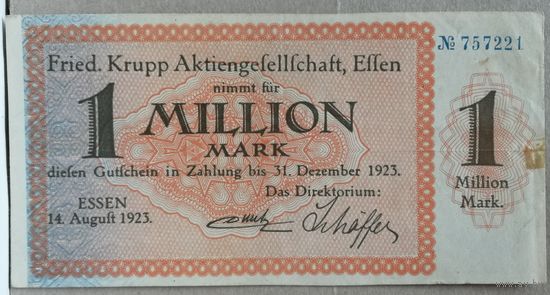 № 757221
Fried. Krupp Aktiengesellschaft, Essen
nimmt für
1 MILLION
MARK
diesen Gutschein in Zahlung bis 31. Dezember 1923.
ESSEN
14. August 1923.
Das Direktorium:
Schäffer
1
Million
Mark.